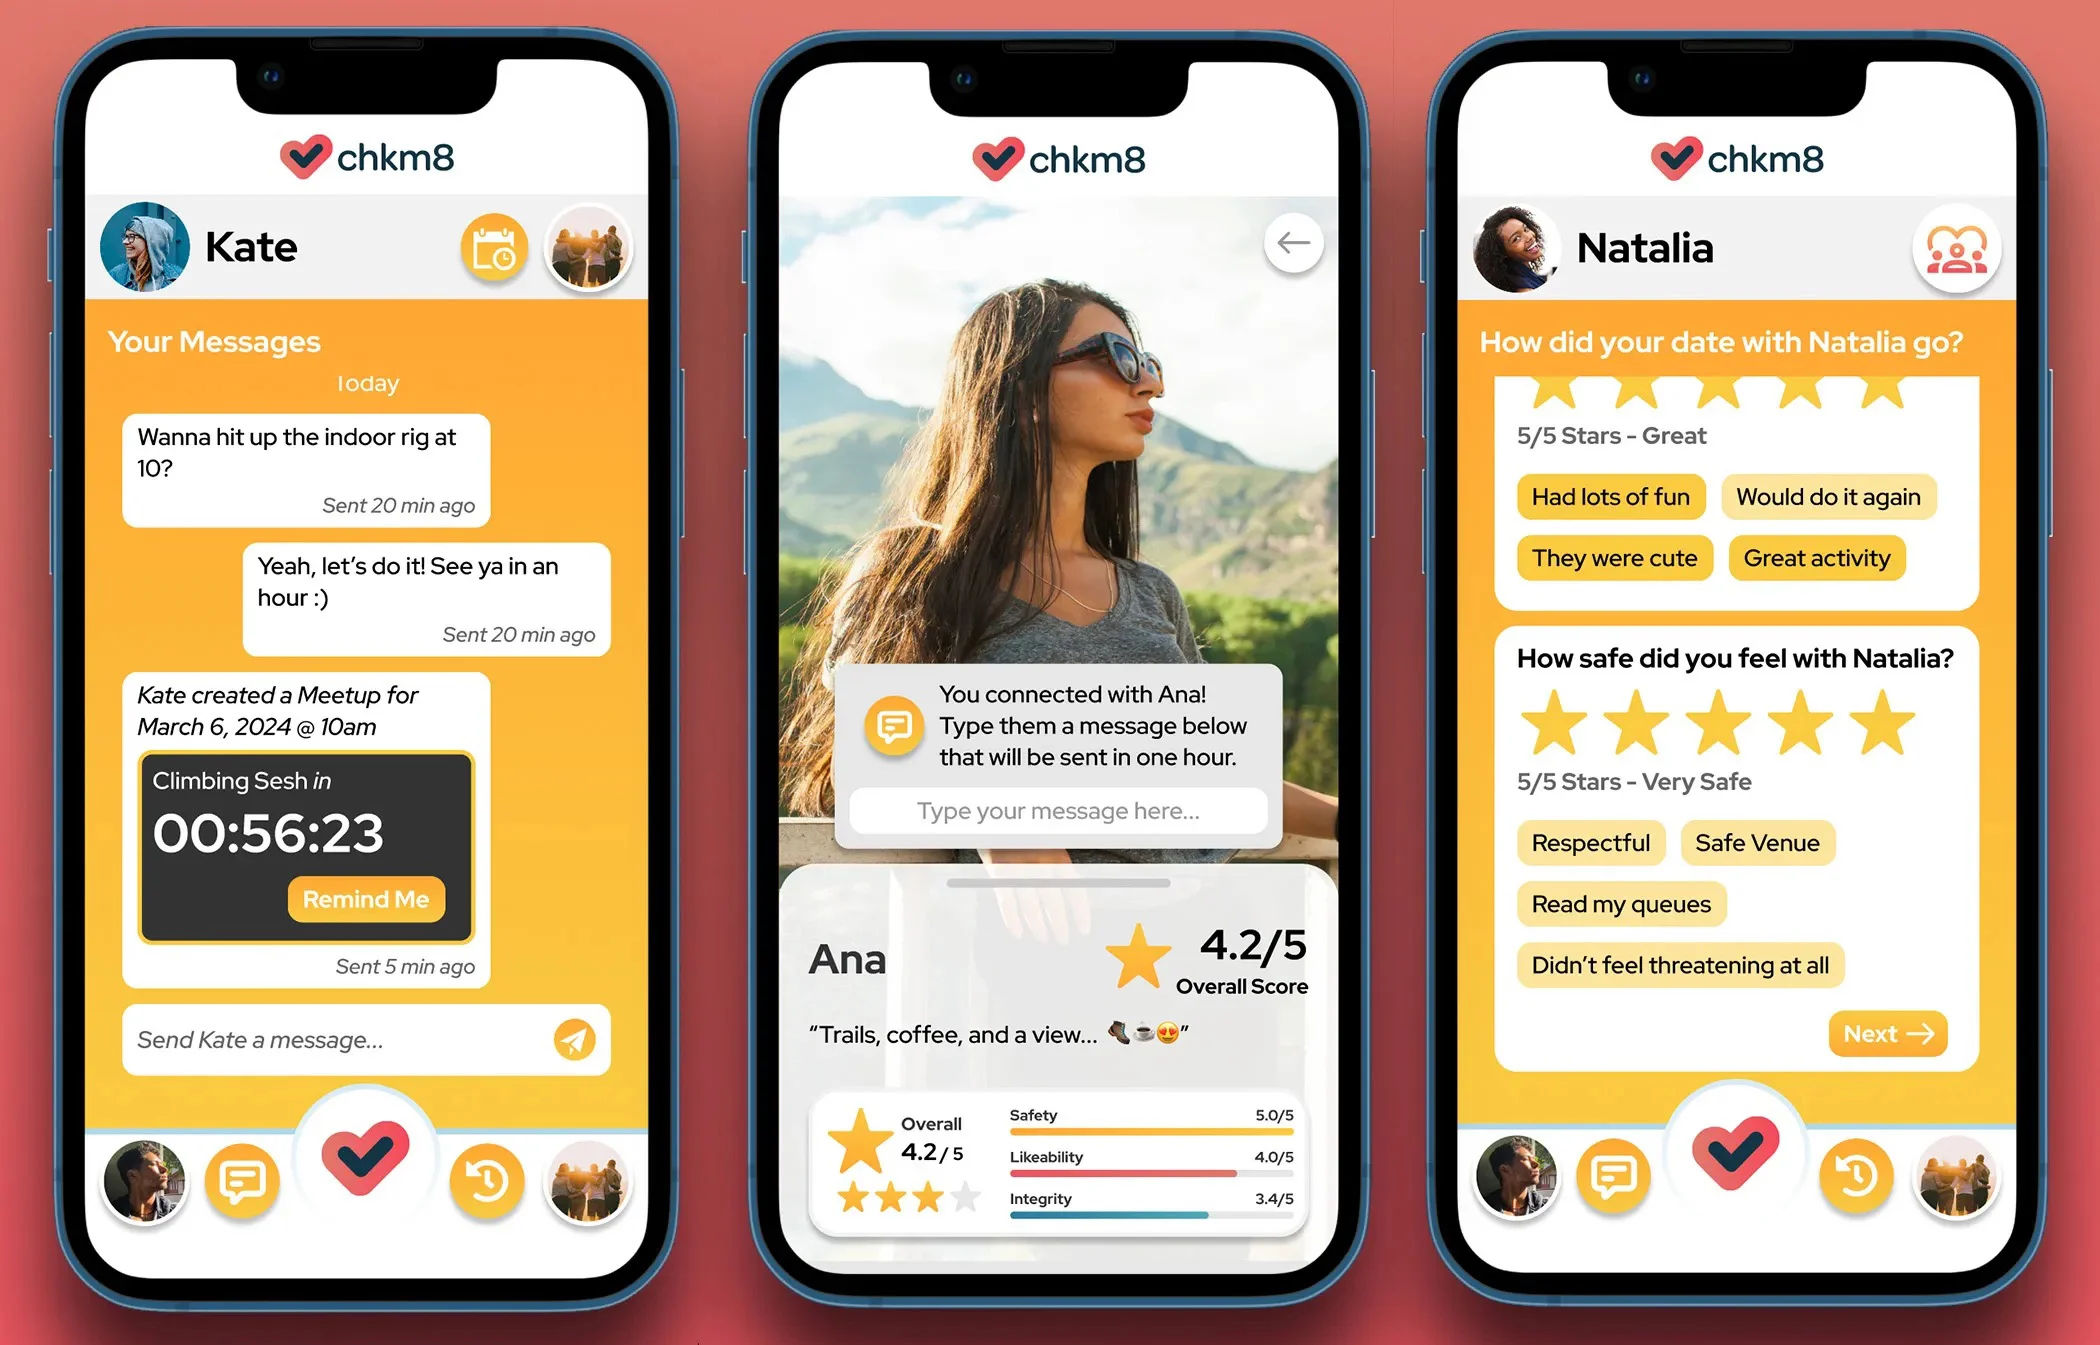 chkm8
Kate
Your Messages
Today
Wanna hit up the indoor rig at
10?
Sent 20 min ago
Yeah, let's do it! See ya in an
hour :)
Sent 20 min ago
Kate created a Meetup for
March 6, 2024 @ 10am
Climbing Sesh in
00:56:23
Remind Me
Sent 5 min ago
Send Kate a message...
chkm8
You connected with Ana!
Type them a message below
that will be sent in one hour.
Type your message here...
Ana
4.2/5
Overall Score
“Trails, coffee, and a view... 🥾☕😍”
Overall
4.2/5
Safety 5.0/5
Likeability 4.0/5
Integrity 3.4/5
chkm8
Natalia
How did your date with Natalia go?
5/5 Stars - Great
Had lots of fun
Would do it again
They were cute
Great activity
How safe did you feel with Natalia?
5/5 Stars - Very Safe
Respectful
Safe Venue
Read my queues
Didn't feel threatening at all
Next →